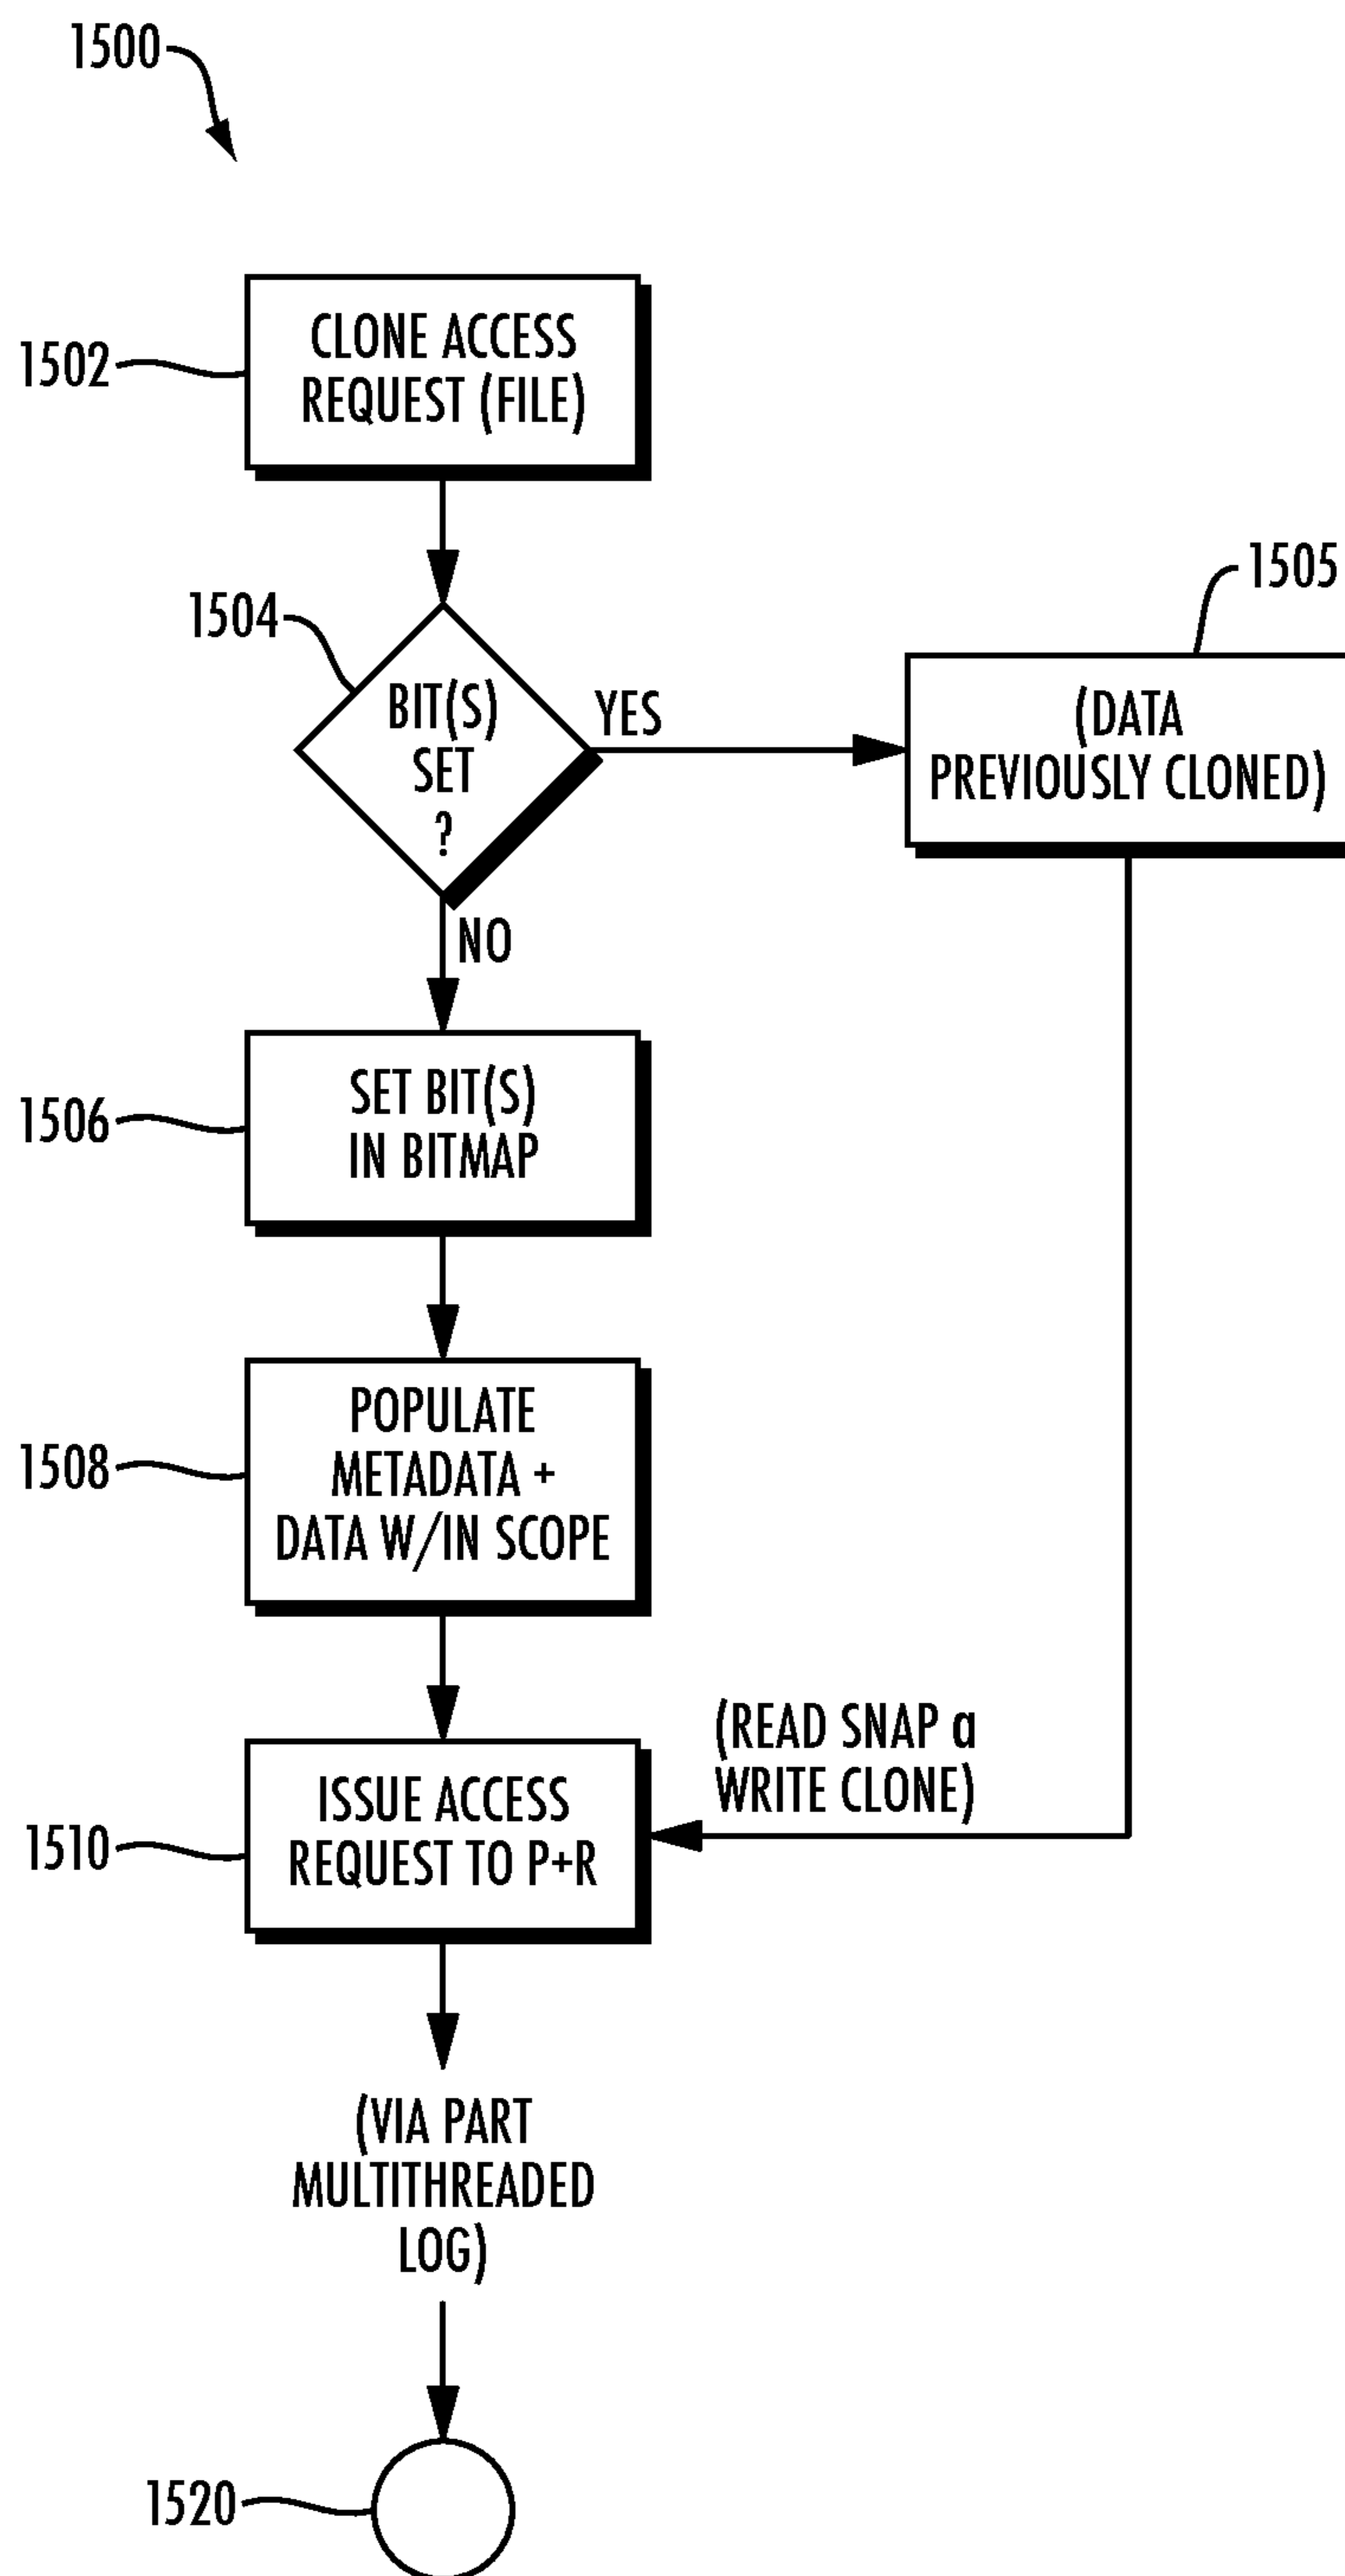 1500
1502
CLONE ACCESS
REQUEST (FILE)
1504
BIT(S)
SET
?
YES
1505
(DATA
PREVIOUSLY CLONED)
NO
1506
SET BIT(S)
IN BITMAP
1508
POPULATE
METADATA +
DATA W/IN SCOPE
(READ SNAP a
WRITE CLONE)
1510
ISSUE ACCESS
REQUEST TO P+R
(VIA PART
MULTITHREADED
LOG)
1520